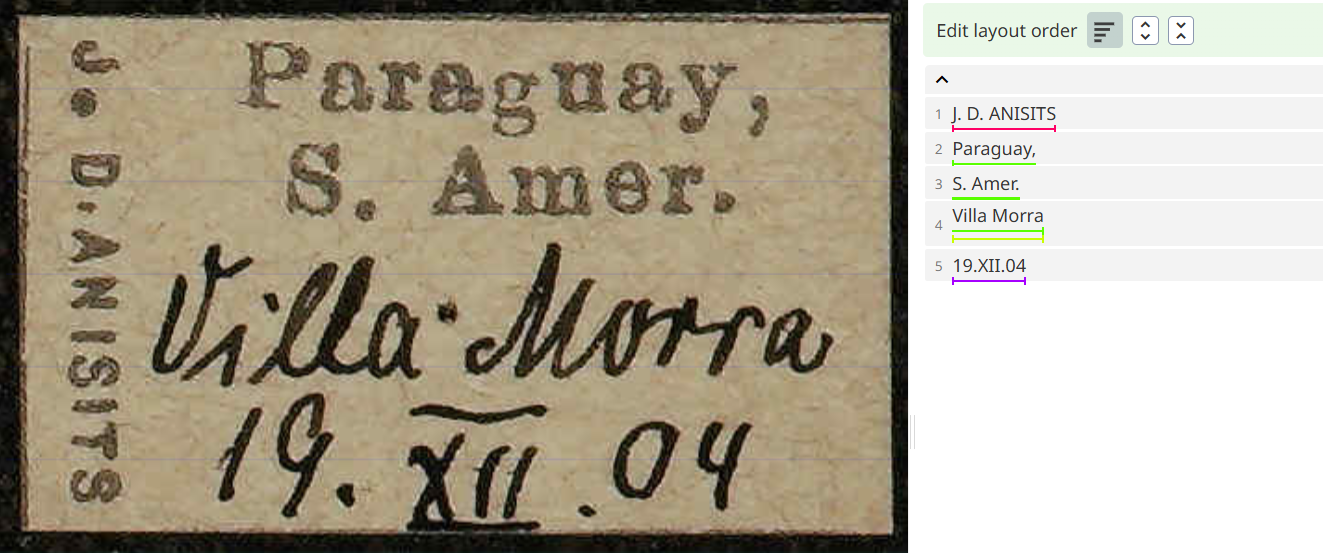 J. D. ANISITS
Paraguay,
S. Amer.
Villa Morra
19. XII. 04
Edit layout order
1 J. D. ANISITS
2 Paraguay,
3 S. Amer.
4 Villa Morra
5 19.XII.04